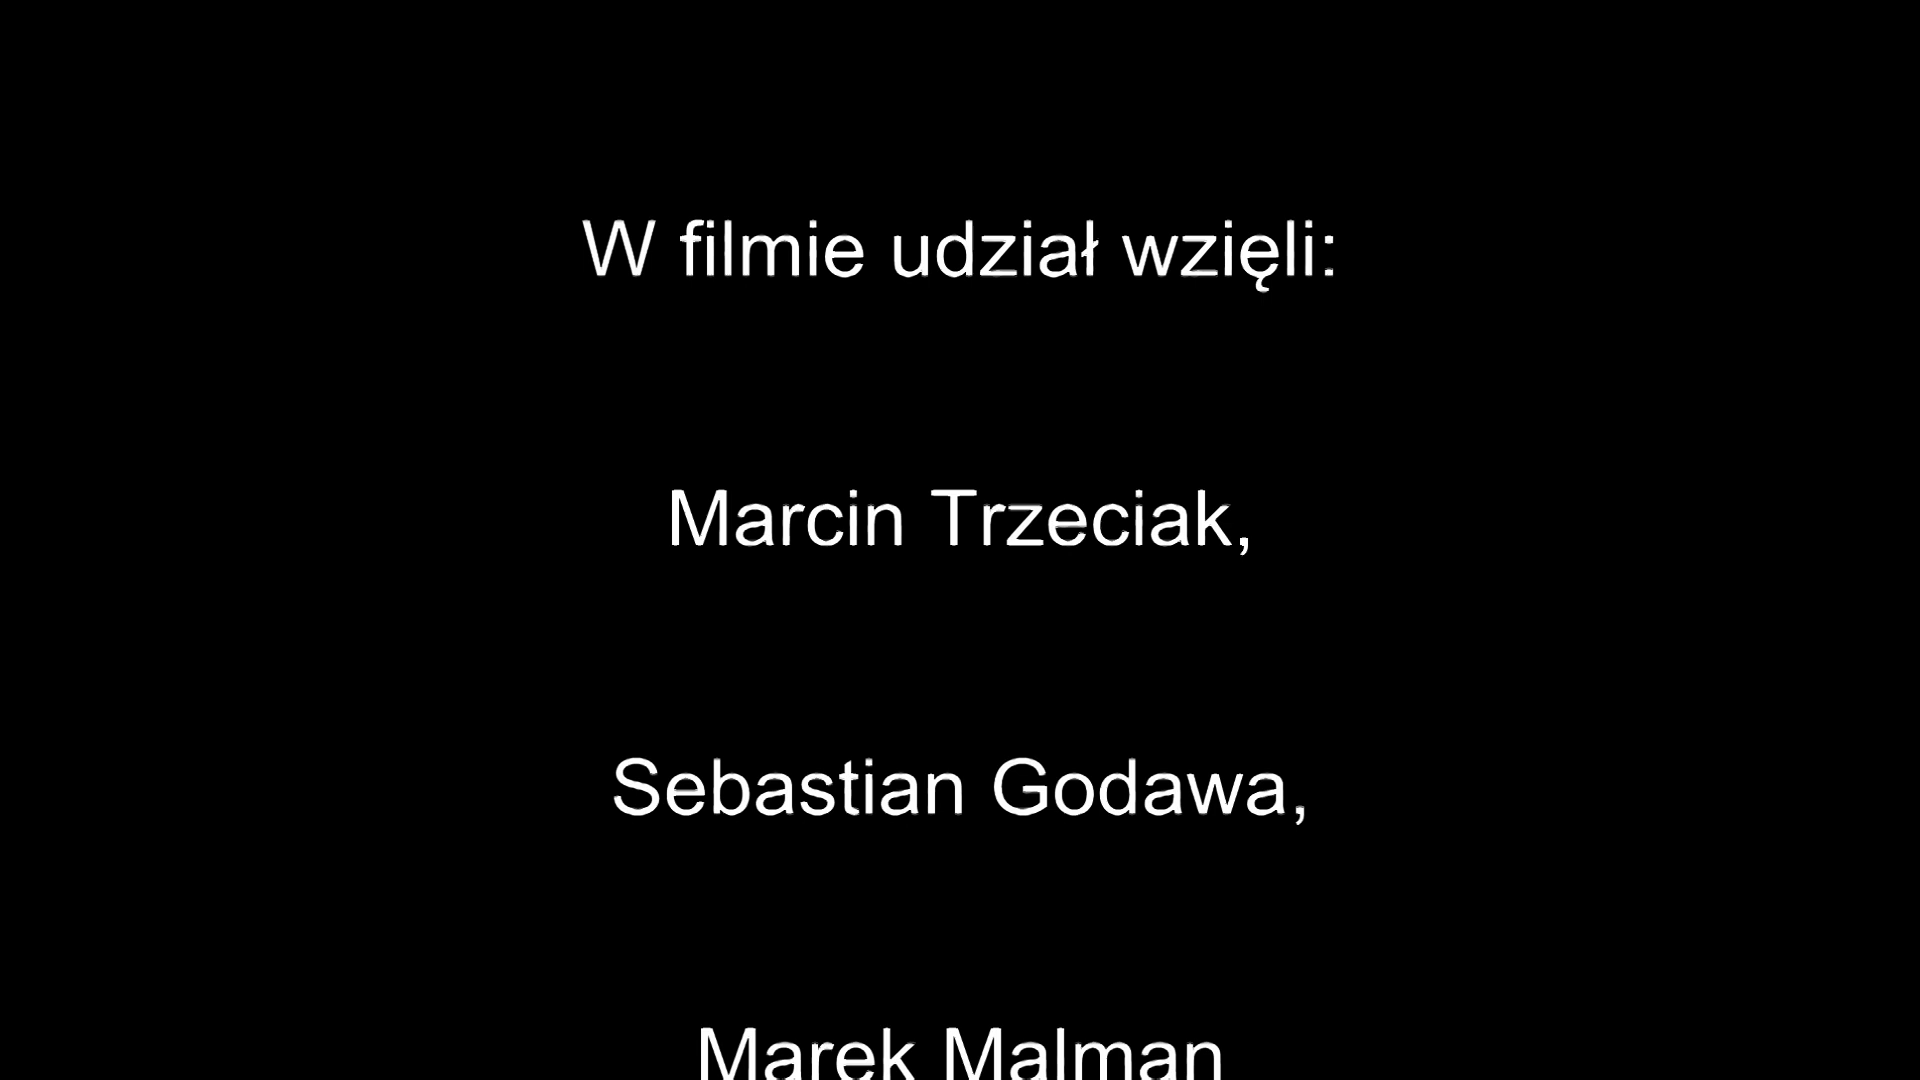 W filmie udział wzięli:
Marcin Trzeciak,
Sebastian Godawa,
Marek Malman